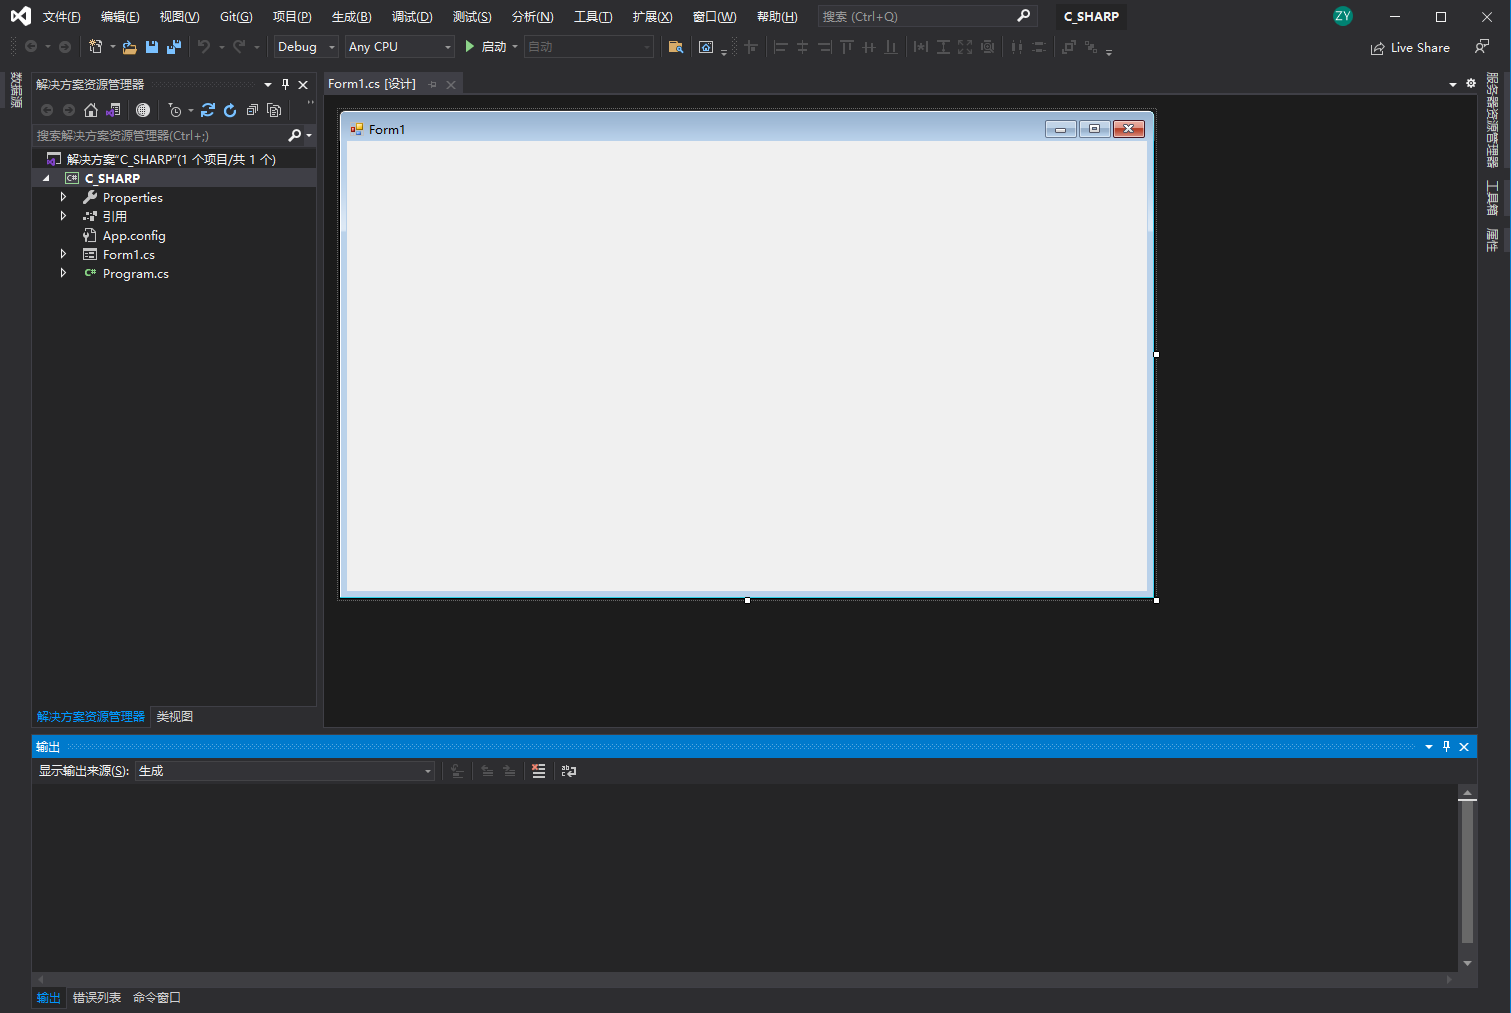 文件(F) 编辑(E) 视图(V) Git(G) 项目(P) 生成(B) 调试(D) 测试(S) 分析(N) 工具(T) 扩展(X) 窗口(W) 帮助(H) 搜索 (Ctrl+Q) C_SHARP ZY
Debug Any CPU 启动 自动 Live Share
数据源
解决方案资源管理器
搜索解决方案资源管理器(Ctrl+;)
解决方案"C_SHARP"(1 个项目/共 1 个)
C# C_SHARP
Properties
引用
App.config
Form1.cs
C# Program.cs
解决方案资源管理器 类视图
Form1.cs [设计]
Form1
服务器资源管理器
工具箱
属性
输出
显示输出来源(S): 生成
输出 错误列表 命令窗口